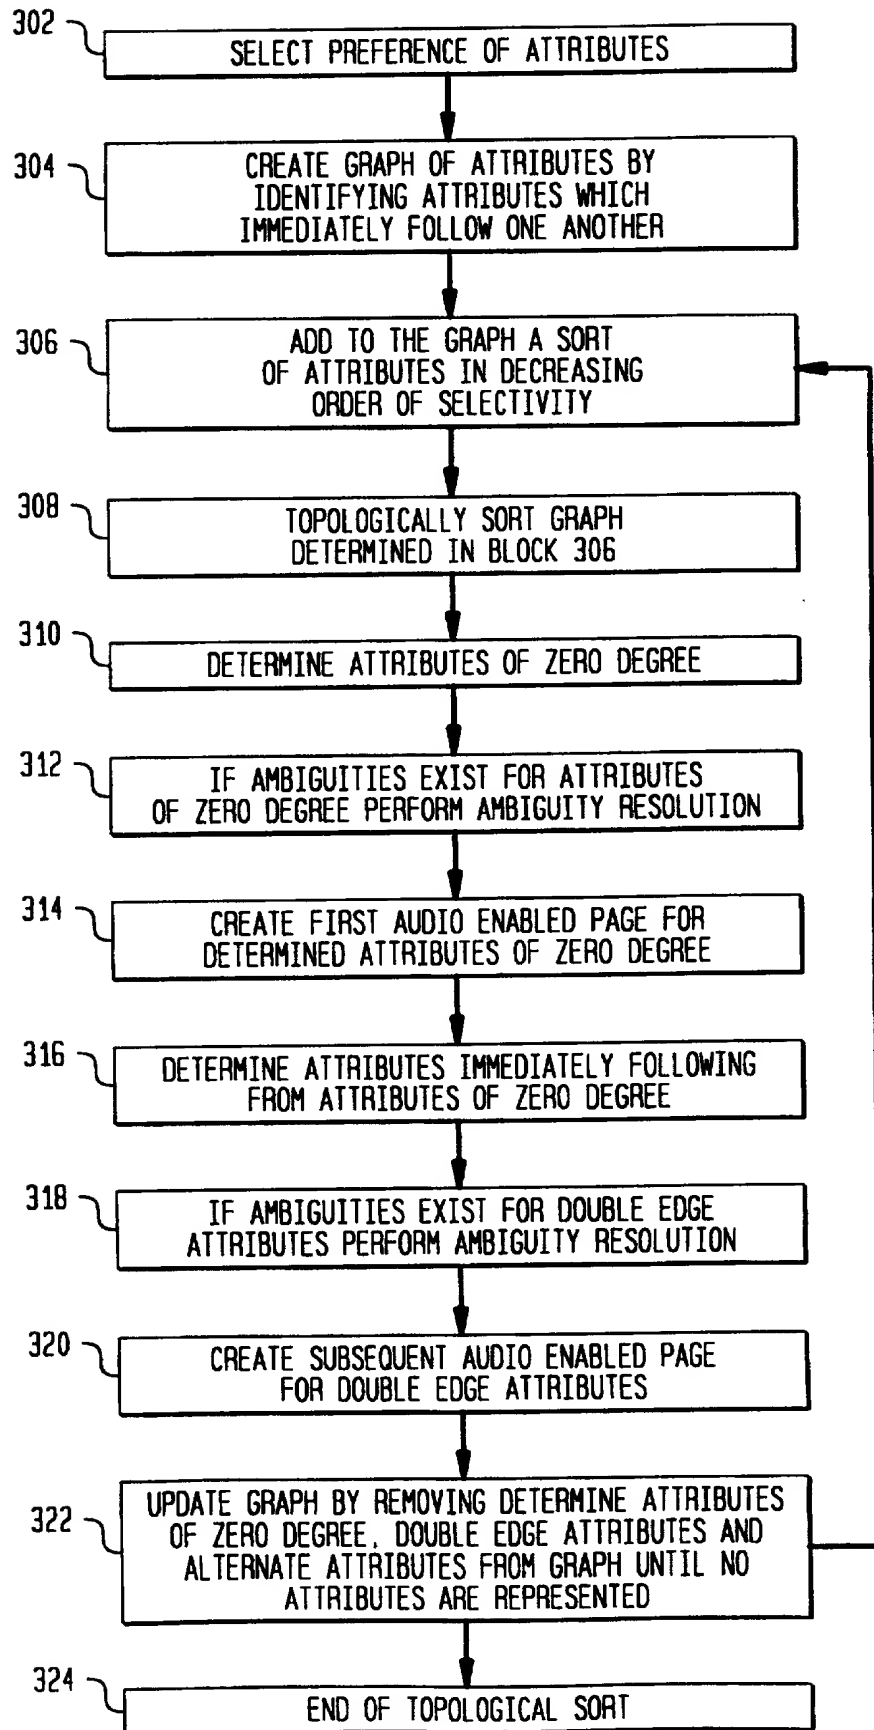 302
SELECT PREFERENCE OF ATTRIBUTES
304
CREATE GRAPH OF ATTRIBUTES BY
IDENTIFYING ATTRIBUTES WHICH
IMMEDIATELY FOLLOW ONE ANOTHER
306
ADD TO THE GRAPH A SORT
OF ATTRIBUTES IN DECREASING
ORDER OF SELECTIVITY
308
TOPOLOGICALLY SORT GRAPH
DETERMINED IN BLOCK 306
310
DETERMINE ATTRIBUTES OF ZERO DEGREE
312
IF AMBIGUITIES EXIST FOR ATTRIBUTES
OF ZERO DEGREE PERFORM AMBIGUITY RESOLUTION
314
CREATE FIRST AUDIO ENABLED PAGE FOR
DETERMINED ATTRIBUTES OF ZERO DEGREE
316
DETERMINE ATTRIBUTES IMMEDIATELY FOLLOWING
FROM ATTRIBUTES OF ZERO DEGREE
318
IF AMBIGUITIES EXIST FOR DOUBLE EDGE
ATTRIBUTES PERFORM AMBIGUITY RESOLUTION
320
CREATE SUBSEQUENT AUDIO ENABLED PAGE
FOR DOUBLE EDGE ATTRIBUTES
322
UPDATE GRAPH BY REMOVING DETERMINE ATTRIBUTES
OF ZERO DEGREE, DOUBLE EDGE ATTRIBUTES AND
ALTERNATE ATTRIBUTES FROM GRAPH UNTIL NO
ATTRIBUTES ARE REPRESENTED
324
END OF TOPOLOGICAL SORT